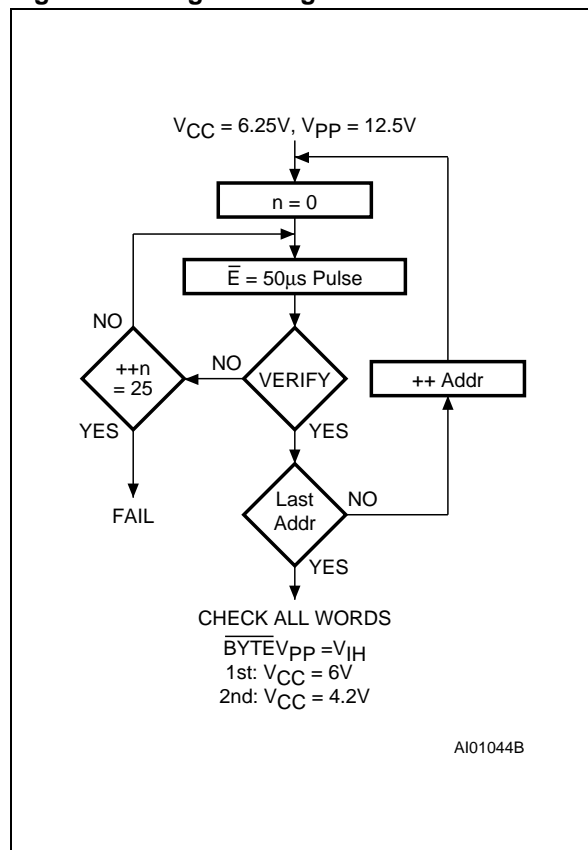 VCC = 6.25V, VPP = 12.5V
n = 0
E̅ = 50μs Pulse
NO
++n
= 25
NO
VERIFY
++ Addr
YES
YES
FAIL
Last
Addr
NO
YES
CHECK ALL WORDS
B̅Y̅T̅E̅VPP =VIH
1st: VCC = 6V
2nd: VCC = 4.2V
AI01044B